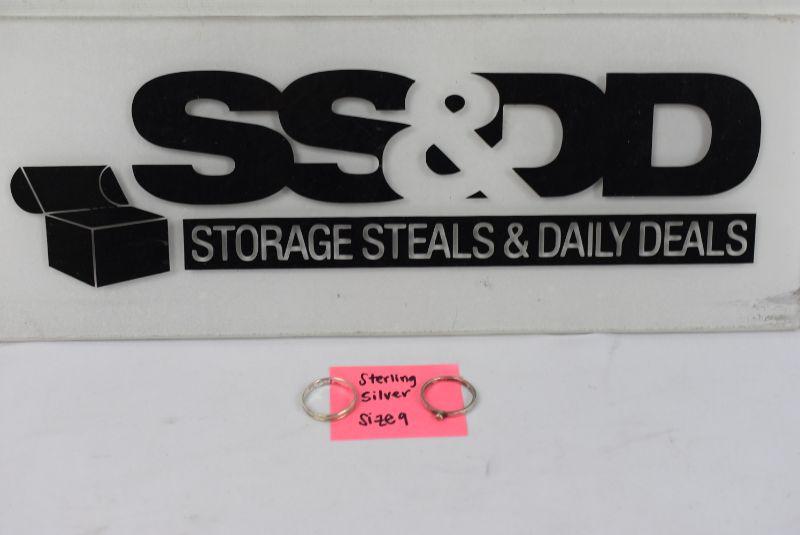 SS&DD
STORAGE STEALS & DAILY DEALS
Sterling
Silver
Size 9